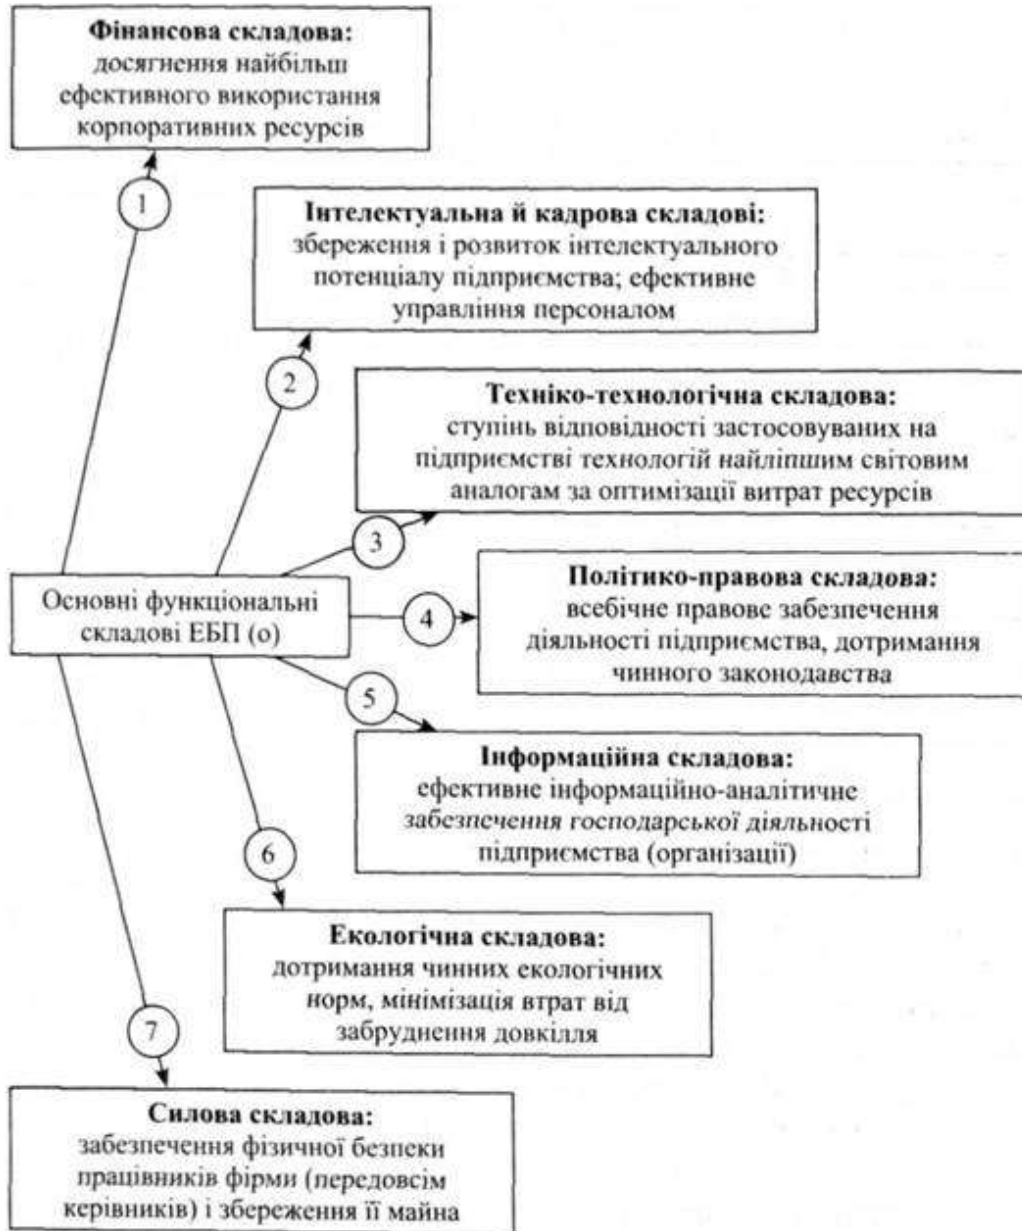 Фінансова складова:
досягнення найбільш
ефективного використання
корпоративних ресурсів
1
Інтелектуальна й кадрова складові:
збереження і розвиток інтелектуального
потенціалу підприємства; ефективне
управління персоналом
2
Техніко-технологічна складова:
ступінь відповідності застосовуваних на
підприємстві технологій найліпшим світовим
аналогам за оптимізації витрат ресурсів
3
Основні функціональні
складові ЕБП (о)
4
Політико-правова складова:
всебічне правове забезпечення
діяльності підприємства, дотримання
чинного законодавства
5
Інформаційна складова:
ефективне інформаційно-аналітичне
забезпечення господарської діяльності
підприємства (організації)
6
Екологічна складова:
дотримання чинних екологічних
норм, мінімізація втрат від
забруднення довкілля
7
Силова складова:
забезпечення фізичної безпеки
працівників фірми (передовсім
керівників) і збереження її майна